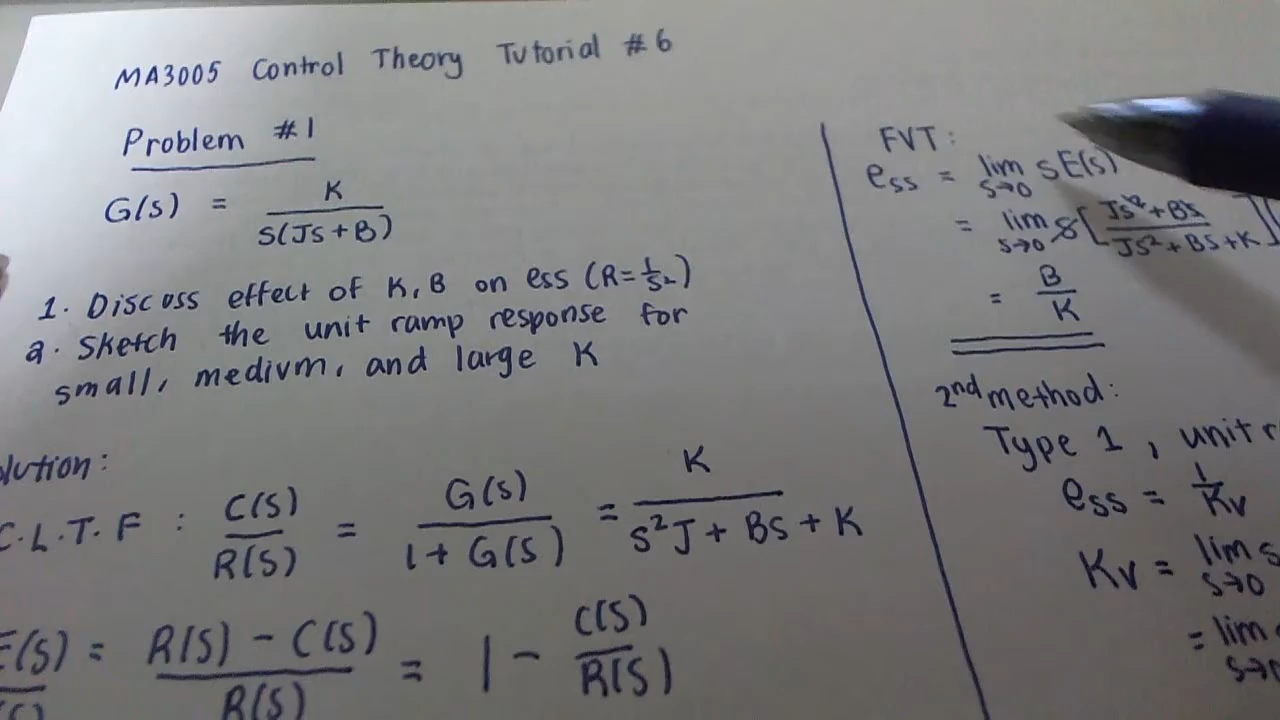 MA3005 Control Theory Tutorial #6
Problem #1
G(s) = K / S(Js+B)
1. Discuss effect of K, B on ess (R=1/s²)
2. Sketch the unit ramp response for
small, medium, and large K
C.L.T.F : C(s)/R(s) = G(s)/(1+G(s)) = K/(S²J + BS + K)
E(s) = (R(s) - C(s))/R(s) = 1 - C(s)/R(s)
FVT:
ess = lim s→0 SE(s)
= lim s→0 s[(Js²+Bs)/(Js²+Bs+K)]
= B/K
2nd method:
Type 1, unit
ess = 1/Kv
Kv = lim s→0 s
= lim s→0